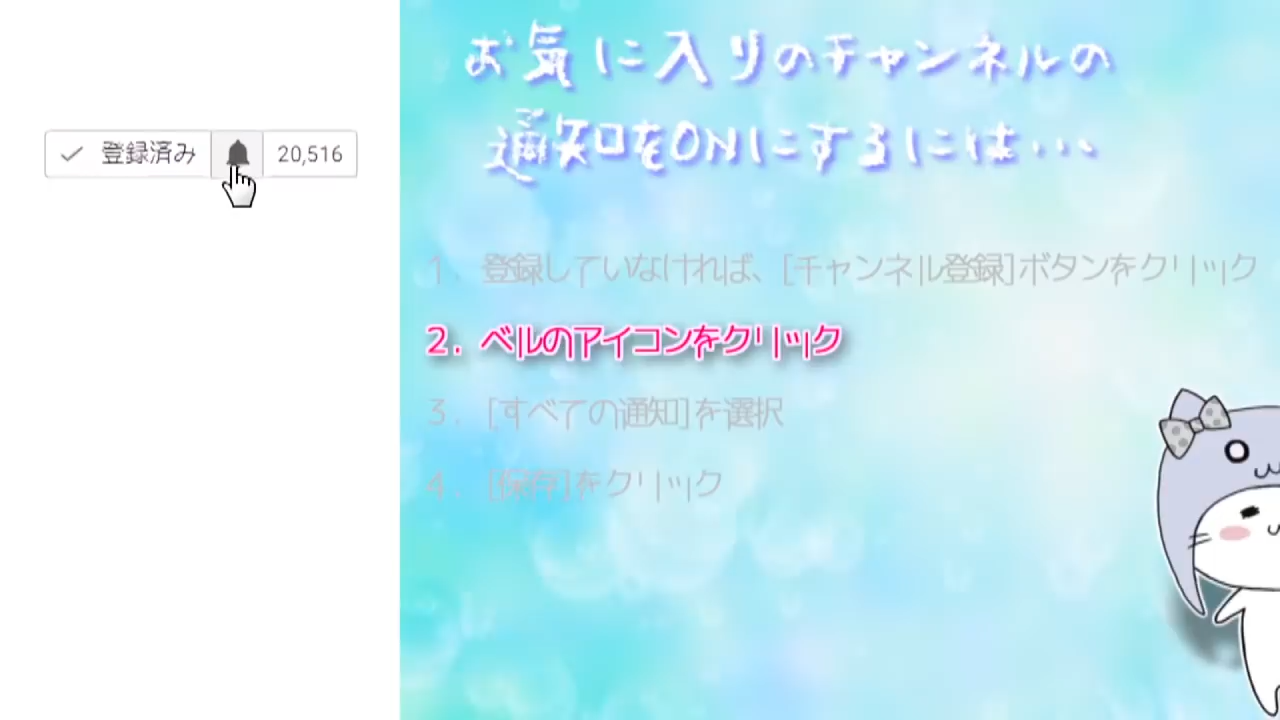 登録済み 20,516
お気に入りのチャンネルの
通知をONにするには・・・
1. 登録していなければ、[チャンネル登録]ボタンをクリック
2. ベルのアイコンをクリック
3. [すべての通知]を選択
4. [保存]をクリック